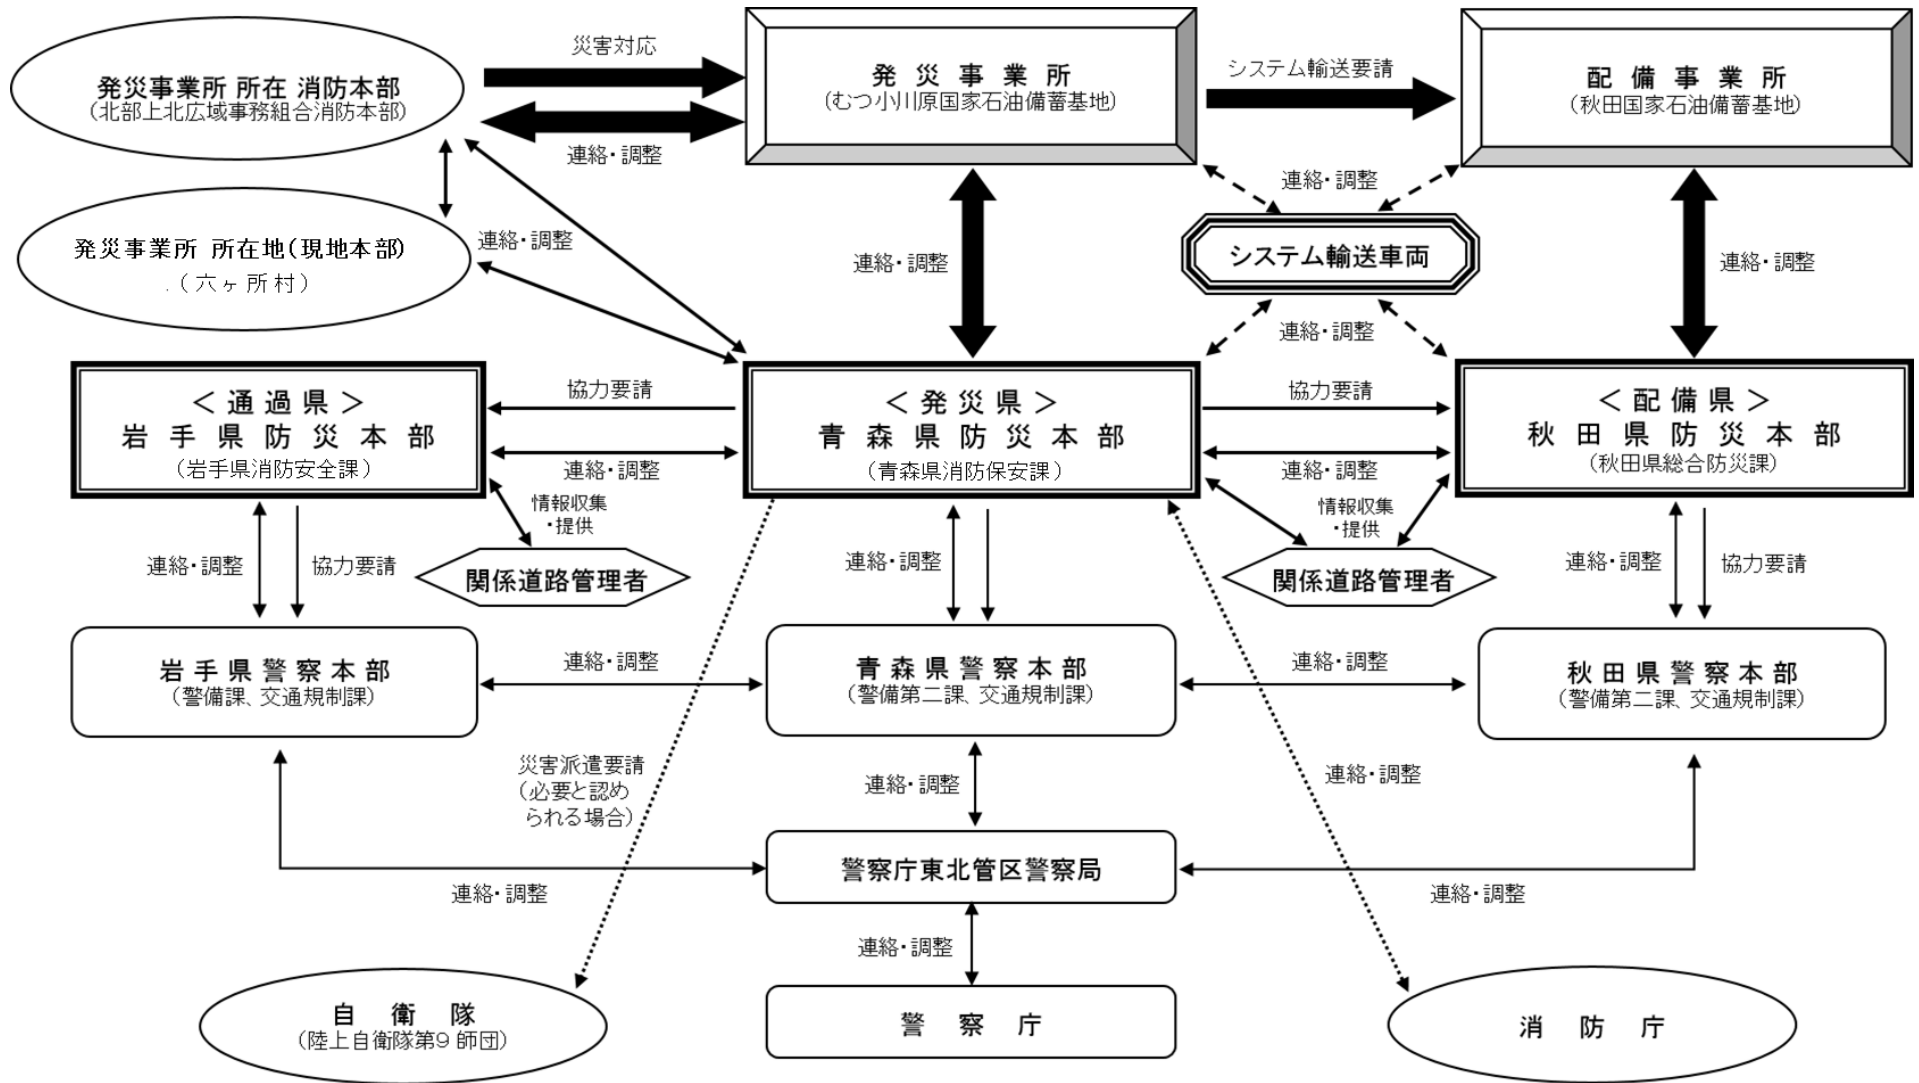 発災事業所 所在 消防本部
(北部上北広域事務組合消防本部)
災害対応
連絡・調整
発災事業所
(むつ小川原国家石油備蓄基地)
システム輸送要請
配備事業所
(秋田国家石油備蓄基地)
発災事業所 所在地(現地本部)
.(六ヶ所村)
連絡・調整
連絡・調整
連絡・調整
システム輸送車両
連絡・調整
連絡・調整
<通過県>
岩手県防災本部
(岩手県消防安全課)
協力要請
連絡・調整
<発災県>
青森県防災本部
(青森県消防保安課)
協力要請
連絡・調整
<配備県>
秋田県防災本部
(秋田県総合防災課)
連絡・調整
協力要請
情報収集
・提供
関係道路管理者
連絡・調整
情報収集
・提供
関係道路管理者
連絡・調整
協力要請
岩手県警察本部
(警備課、交通規制課)
連絡・調整
青森県警察本部
(警備第二課、交通規制課)
連絡・調整
秋田県警察本部
(警備第二課、交通規制課)
災害派遣要請
(必要と認め
られる場合)
連絡・調整
連絡・調整
連絡・調整
警察庁東北管区警察局
連絡・調整
連絡・調整
自衛隊
(陸上自衛隊第9師団)
警察庁
消防庁